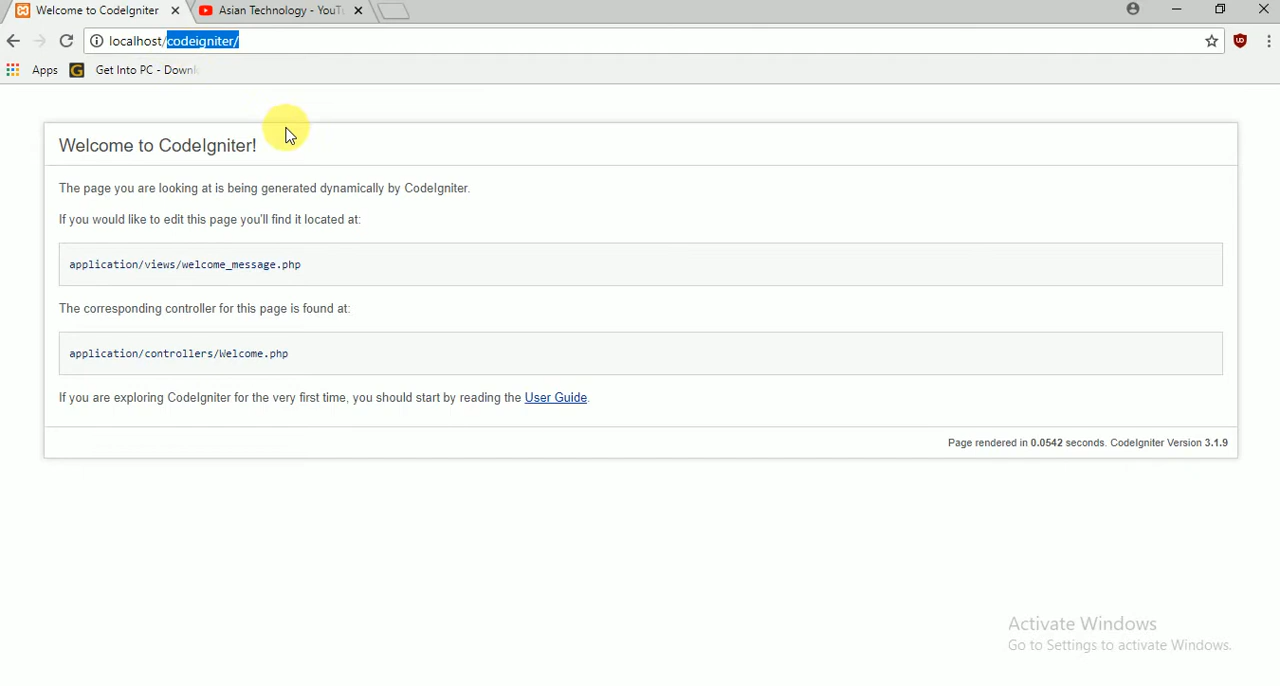 Welcome to CodeIgniter
Asian Technology - YouTu
localhost/codeigniter/
Apps
Get Into PC - Downl
Welcome to CodeIgniter!
The page you are looking at is being generated dynamically by CodeIgniter.
If you would like to edit this page you'll find it located at:
application/views/welcome_message.php
The corresponding controller for this page is found at:
application/controllers/Welcome.php
If you are exploring CodeIgniter for the very first time, you should start by reading the User Guide.
Page rendered in 0.0542 seconds. CodeIgniter Version 3.1.9
Activate Windows
Go to Settings to activate Windows.